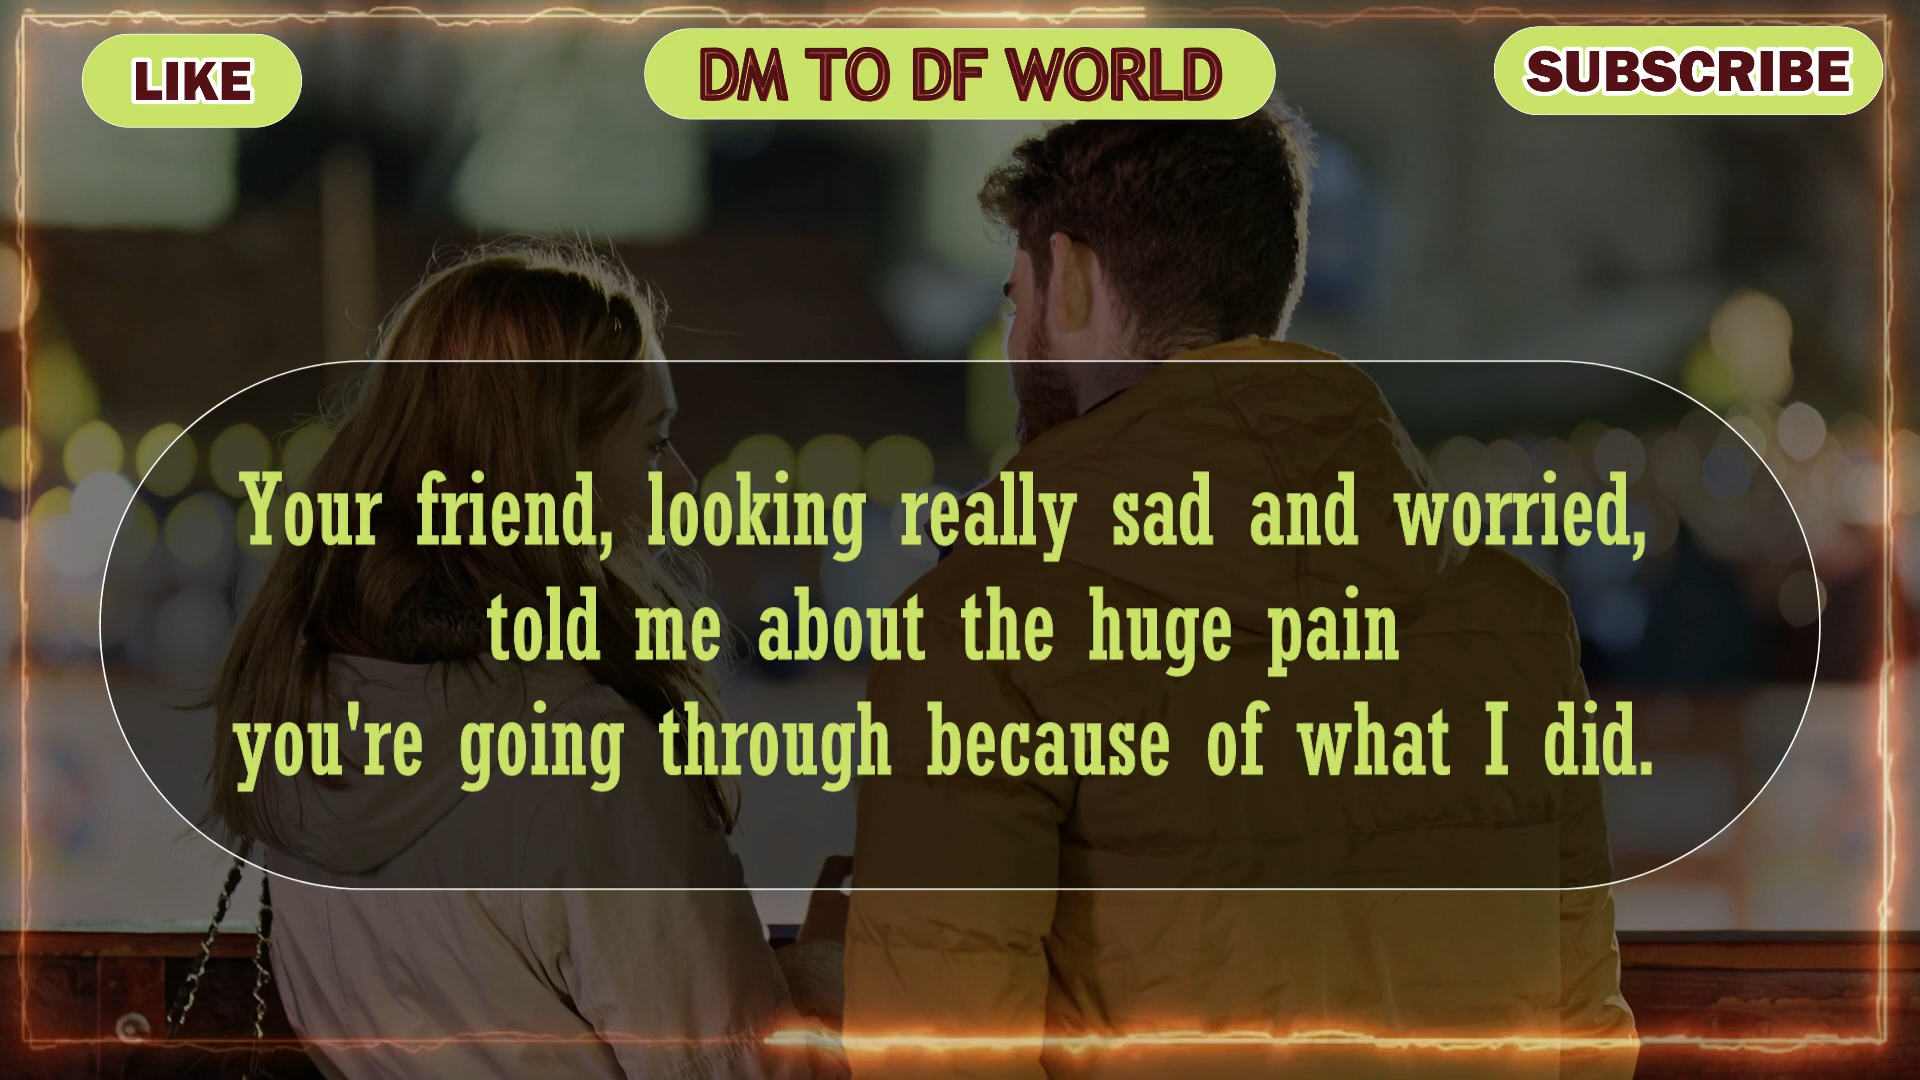 LIKE
DM TO DF WORLD
SUBSCRIBE
Your friend, looking really sad and worried,
told me about the huge pain
you're going through because of what I did.